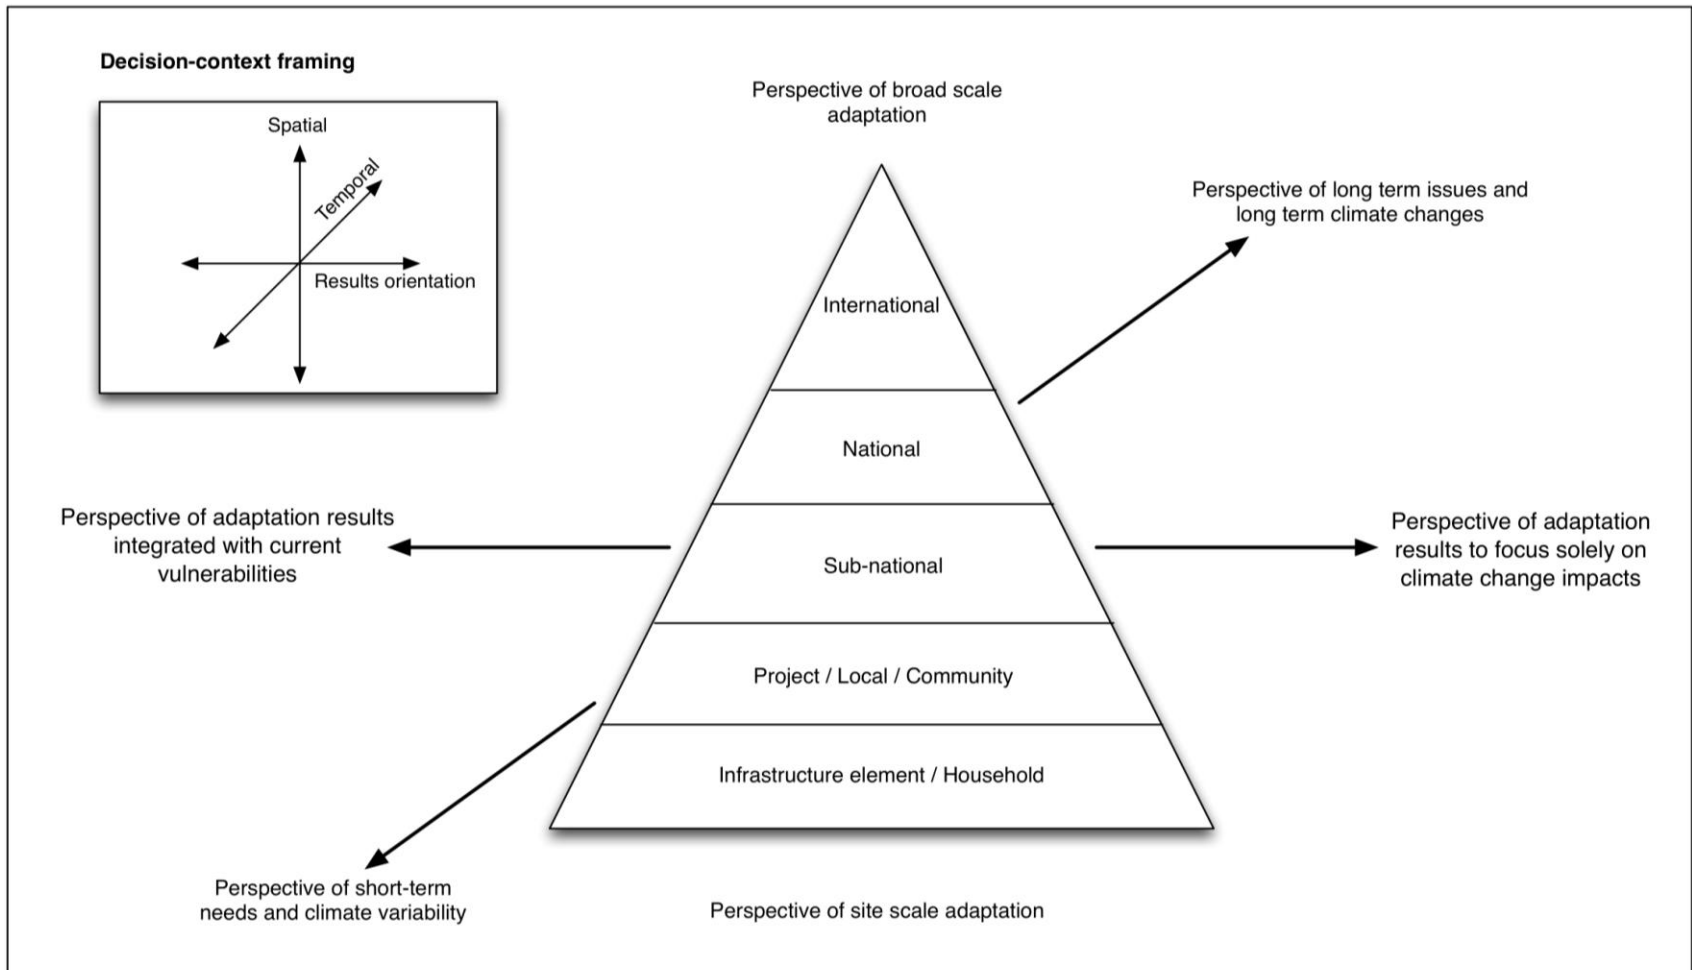 Decision-context framing
Spatial
Temporal
Results orientation
Perspective of broad scale
adaptation
Perspective of long term issues and
long term climate changes
International
National
Sub-national
Project / Local / Community
Infrastructure element / Household
Perspective of adaptation results
integrated with current
vulnerabilities
Perspective of adaptation
results to focus solely on
climate change impacts
Perspective of short-term
needs and climate variability
Perspective of site scale adaptation